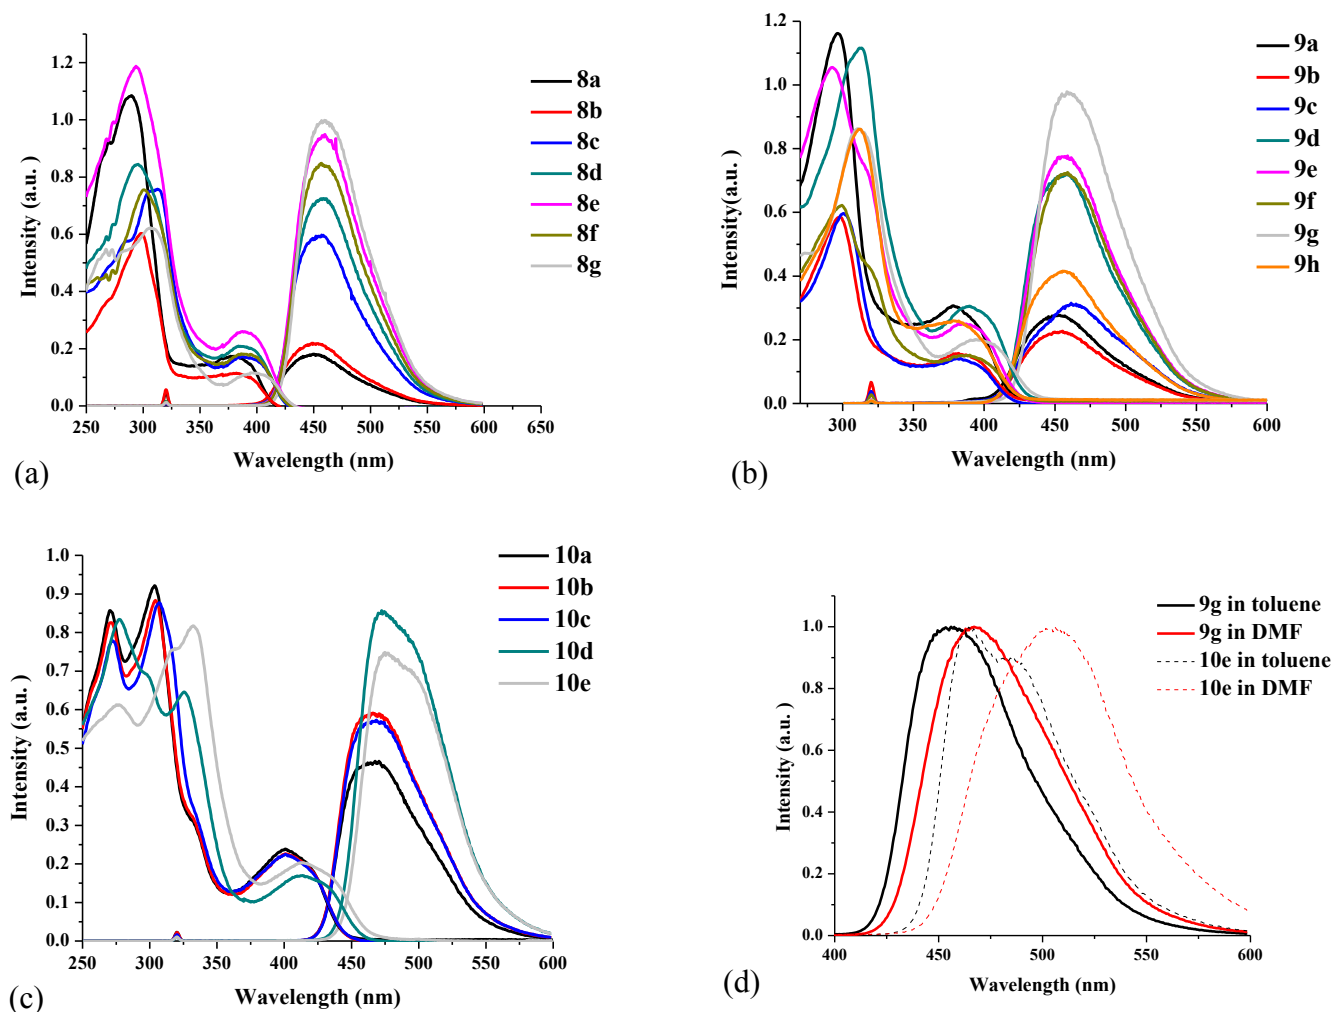 1.2
1.0
0.8
0.6
0.4
0.2
0.0
Intensity (a.u. )
250 300 350 400 450 500 550 600 650
Wavelength (nm)
8a
8b
8c
8d
8e
8f
8g
(a)
1.2
1.0
0.8
0.6
0.4
0.2
0.0
Intensity(a.u. )
300 350 400 450 500 550 600
Wavelength (nm)
9a
9b
9c
9d
9e
9f
9g
9h
(b)
1.0
0.9
0.8
0.7
0.6
0.5
0.4
0.3
0.2
0.1
0.0
Intensity (a.u. )
250 300 350 400 450 500 550 600
Wavelength (nm)
10a
10b
10c
10d
10e
(c)
1.0
0.8
0.6
0.4
0.2
0.0
Intensity (a.u. )
400 450 500 550 600
Wavelength (nm)
9g in toluene
9g in DMF
10e in toluene
10e in DMF
(d)